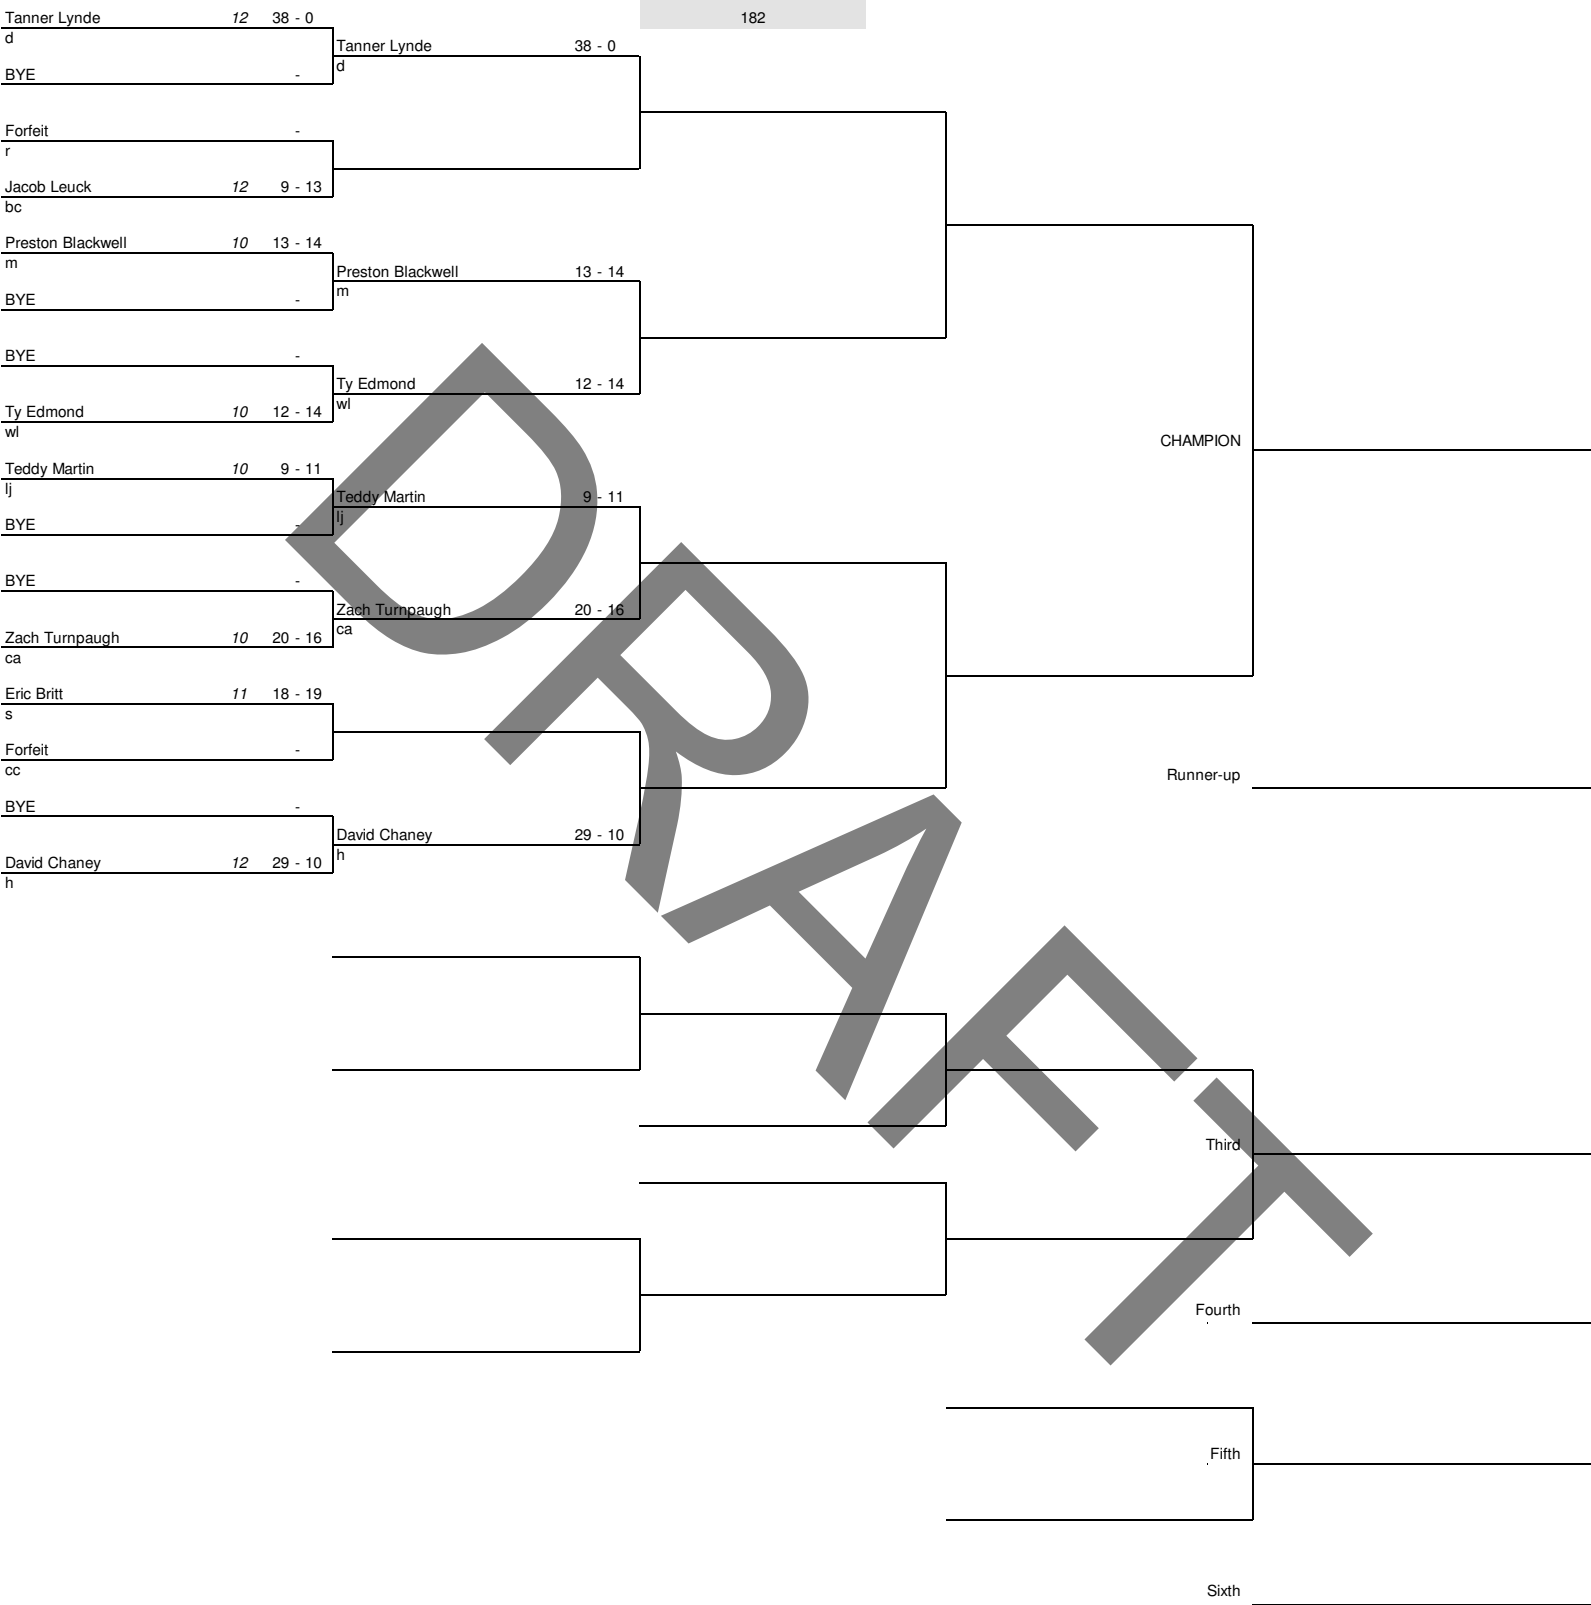 182
Tanner Lynde 12 38 - 0
d
BYE -
Forfeit -
r
Jacob Leuck 12 9 - 13
bc
Preston Blackwell 10 13 - 14
m
BYE -
BYE -
Ty Edmond 10 12 - 14
wl
Teddy Martin 10 9 - 11
lj
BYE -
BYE -
Zach Turnpaugh 10 20 - 16
ca
Eric Britt 11 18 - 19
s
Forfeit -
cc
BYE -
David Chaney 12 29 - 10
h
Tanner Lynde 38 - 0
d
Preston Blackwell 13 - 14
m
Ty Edmond 12 - 14
wl
Teddy Martin 9 - 11
lj
Zach Turnpaugh 20 - 16
ca
David Chaney 29 - 10
h
CHAMPION
Runner-up
Third
Fourth
Fifth
Sixth
DRAFT